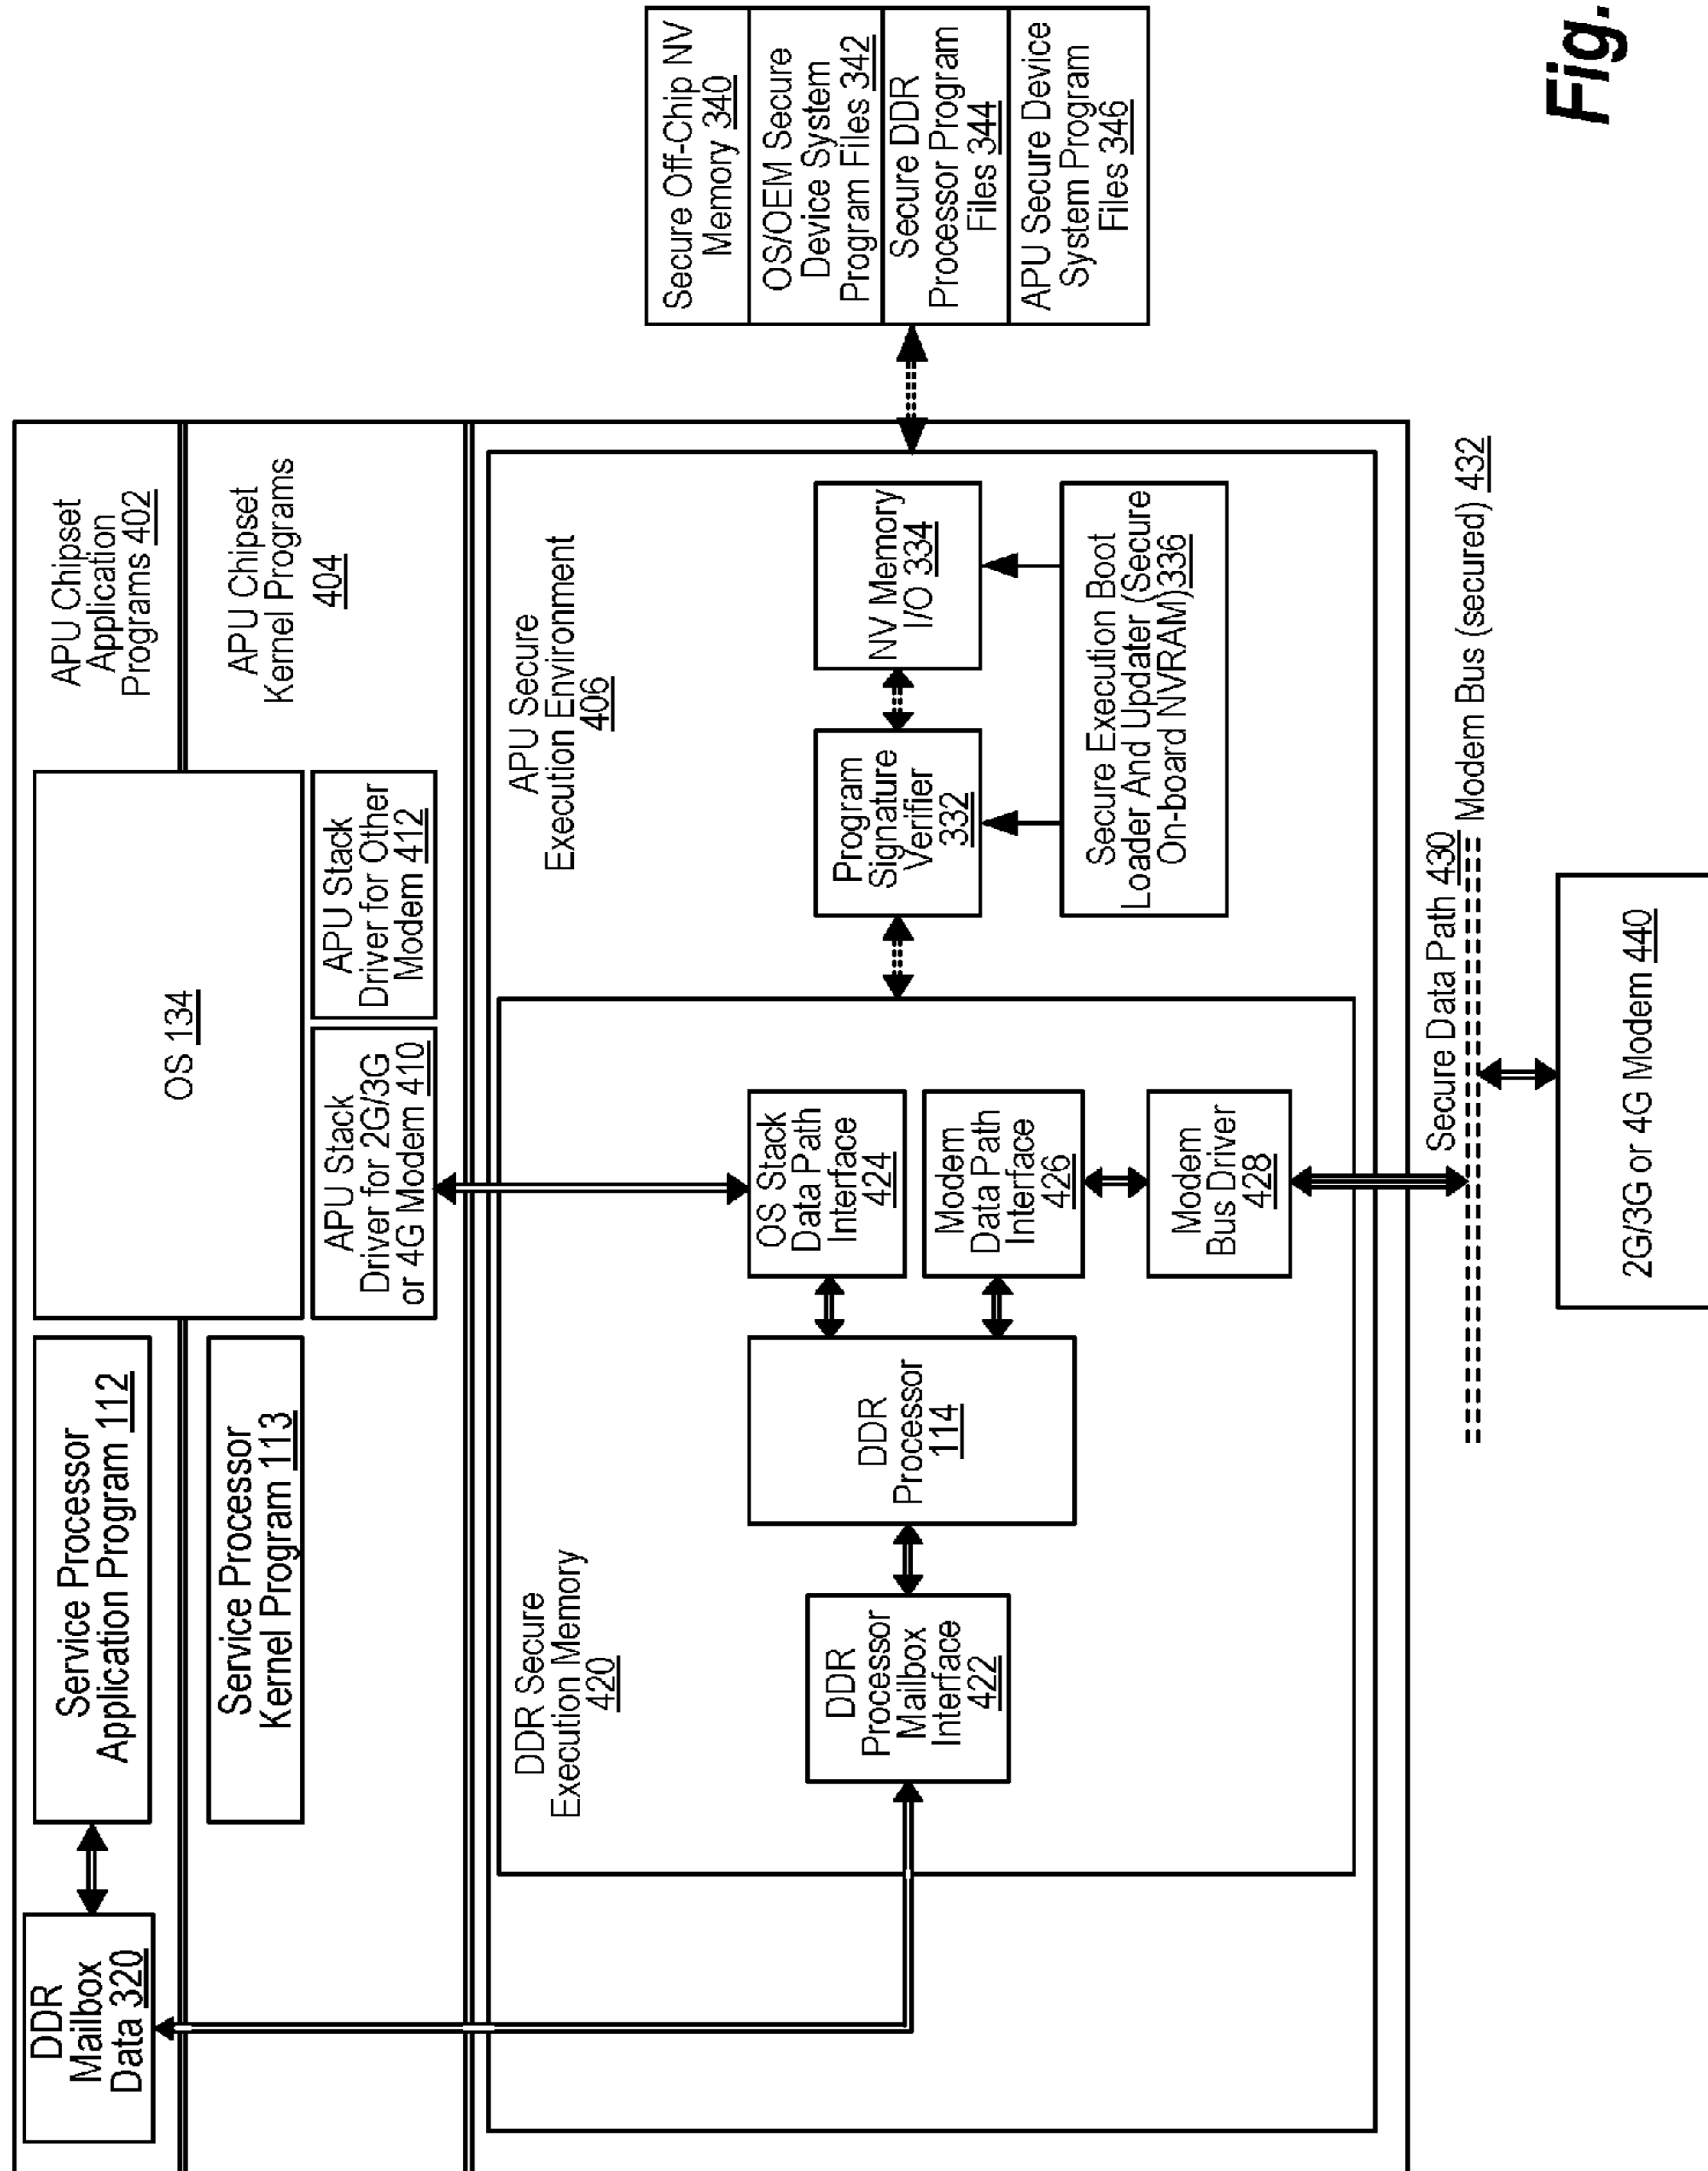 DDR
Mailbox
Data 320
Service Processor
Application Program 112
Service Processor
Kernel Program 113
OS 134
APU Stack
Driver for 2G/3G
or 4G Modem 410
APU Stack
Driver for Other
Modem 412
APU Chipset
Application
Programs 402
APU Chipset
Kernel Programs
404
DDR Secure
Execution Memory
420
DDR
Processor
Mailbox
Interface
422
DDR
Processor
114
OS Stack
Data Path
Interface
424
Modem
Data Path
Interface
426
Modem
Bus Driver
428
APU Secure
Execution Environment
406
Program
Signature
Verifier
332
NV Memory
I/O 334
Secure Execution Boot
Loader And Updater (Secure
On-board NVRAM)336
Secure Off-Chip NV
Memory 340
OS/OEM Secure
Device System
Program Files 342
Secure DDR
Processor Program
Files 344
APU Secure Device
System Program
Files 346
Secure Data Path 430
Modem Bus (secured) 432
2G/3G or 4G Modem 440
Fig.